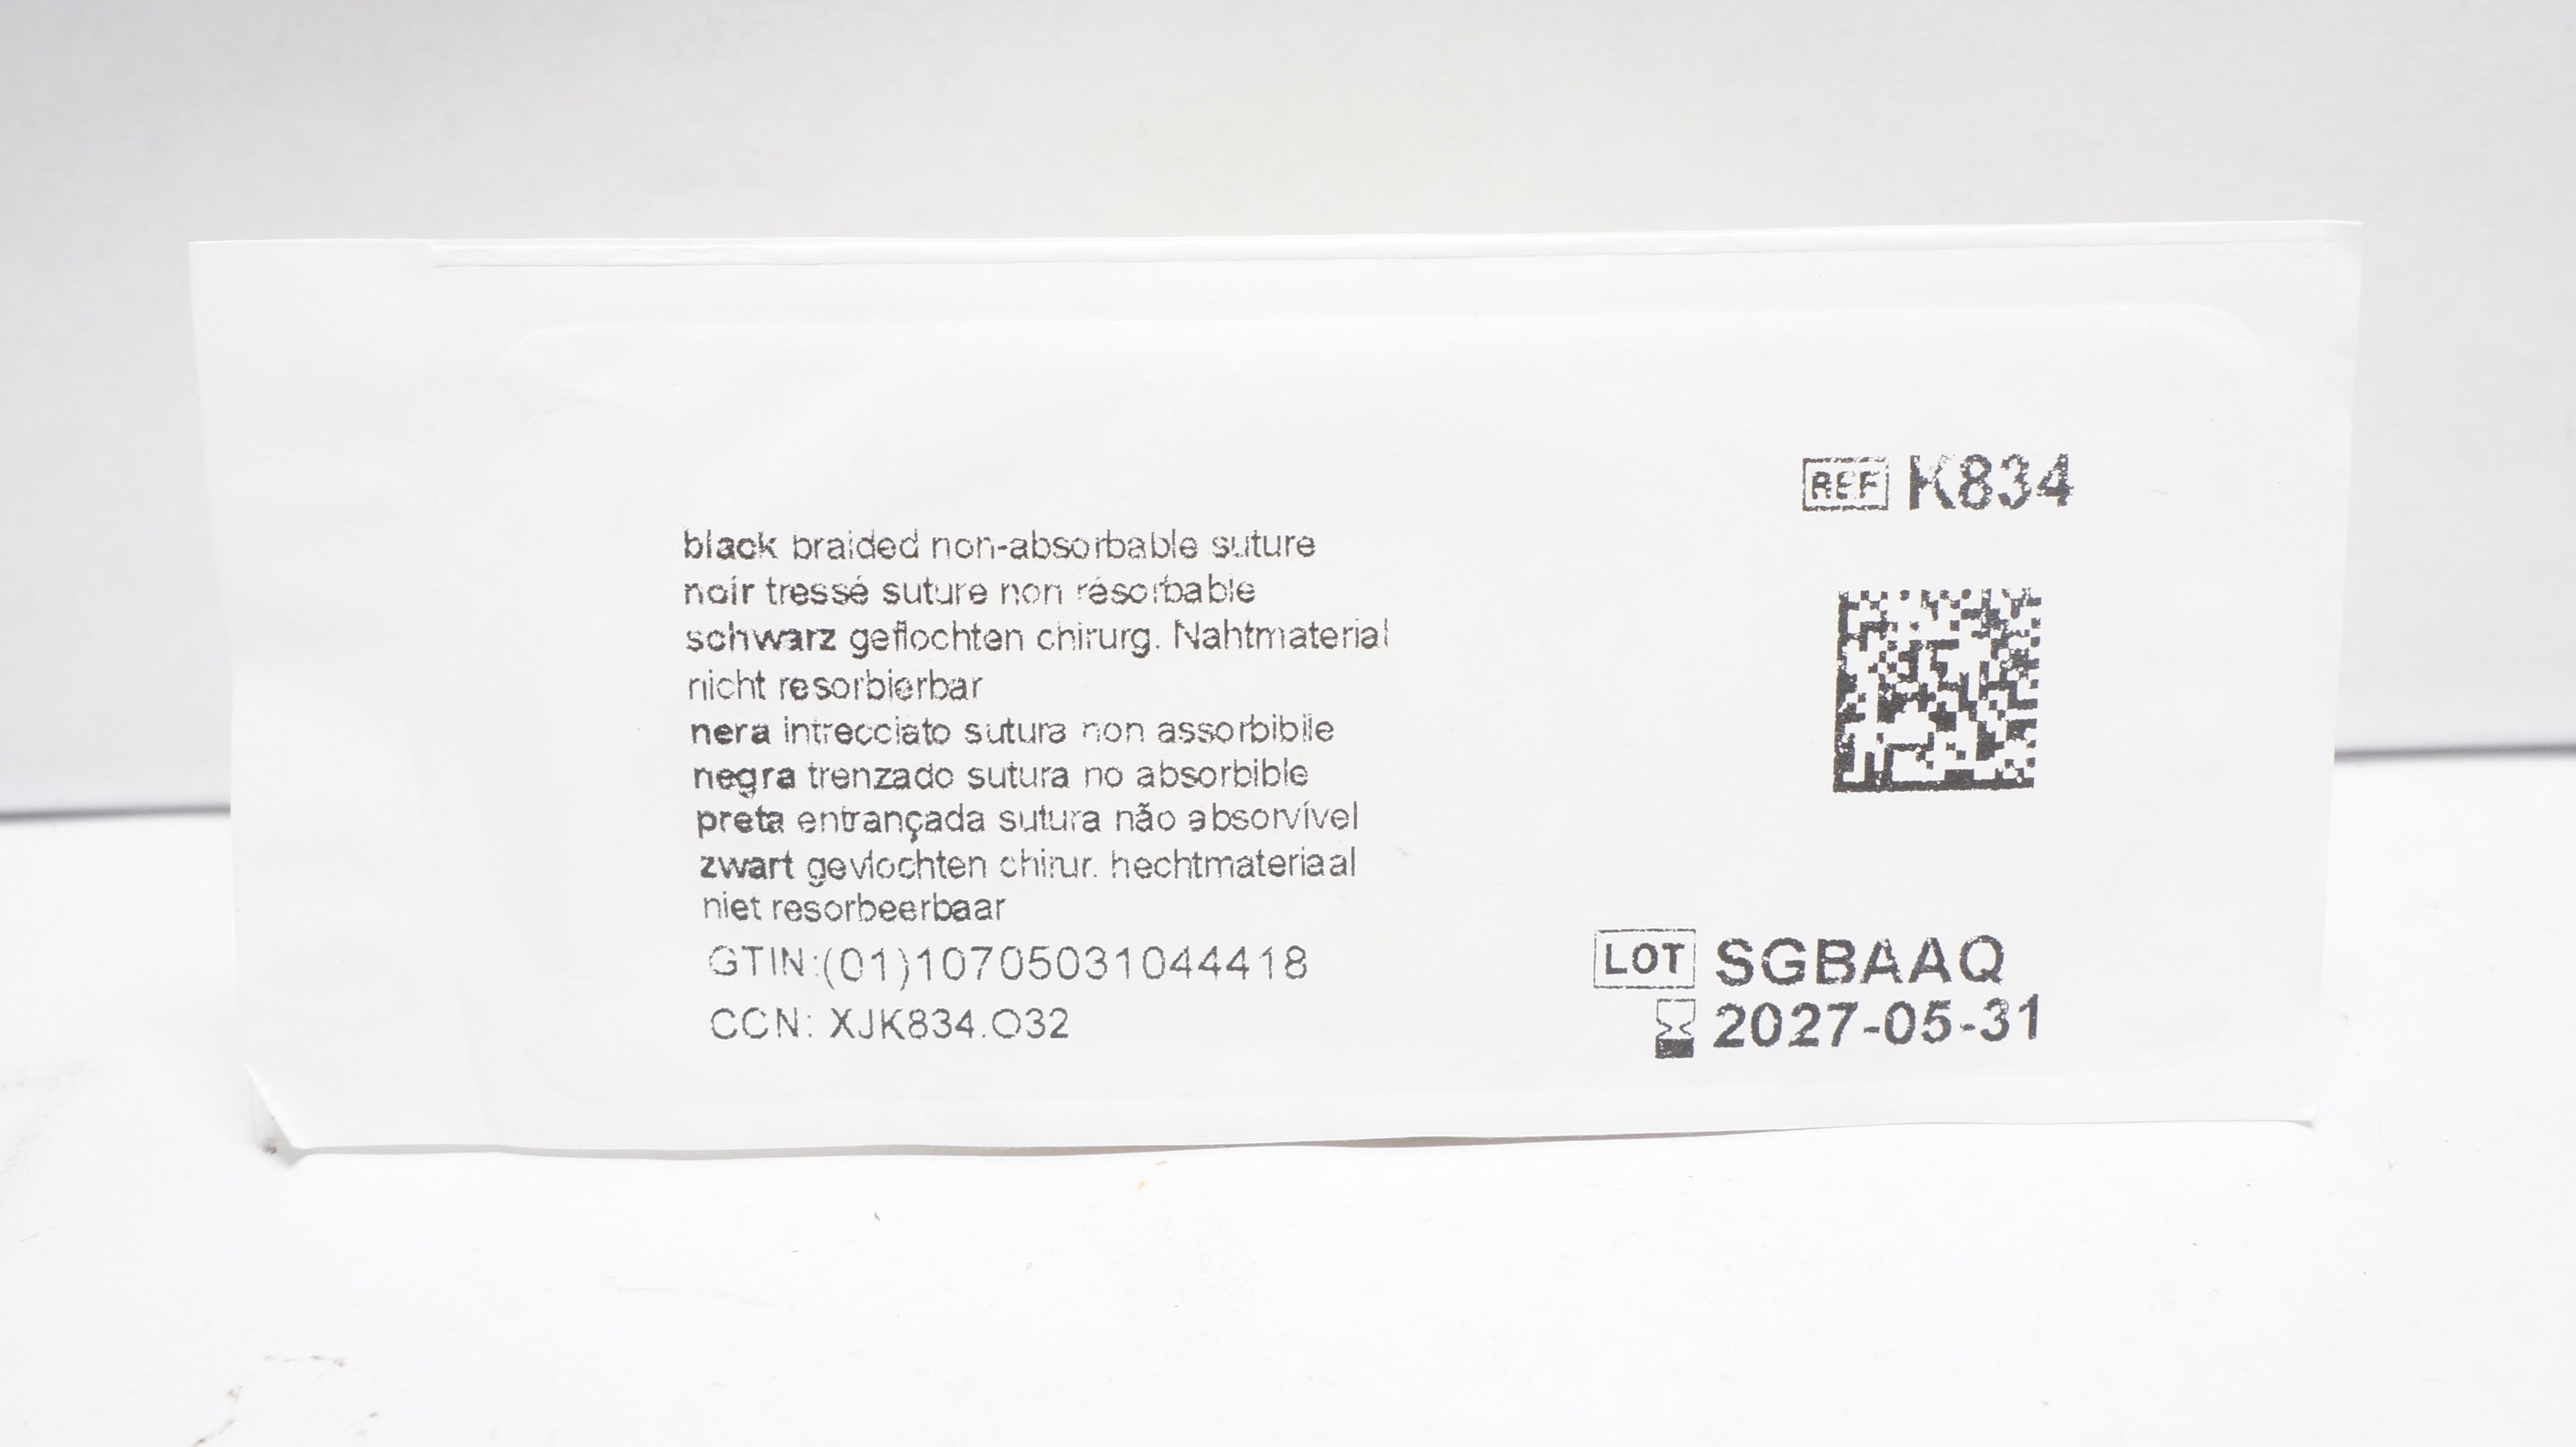 REF K834
black braided non-absorbable suture
noir tressé suture non résorbable
schwarz geflochten chirurg. Nahtmaterial
nicht resorbierbar
nera intrecciato sutura non assorbibile
negra trenzado sutura no absorbible
preta entrançada sutura não absorvível
zwart gevlochten chirur. hechtmateriaal
niet resorbeerbaar
GTIN:(01)10705031044418
CCN: XJK834.O32
LOT SGBAAQ
2027-05-31